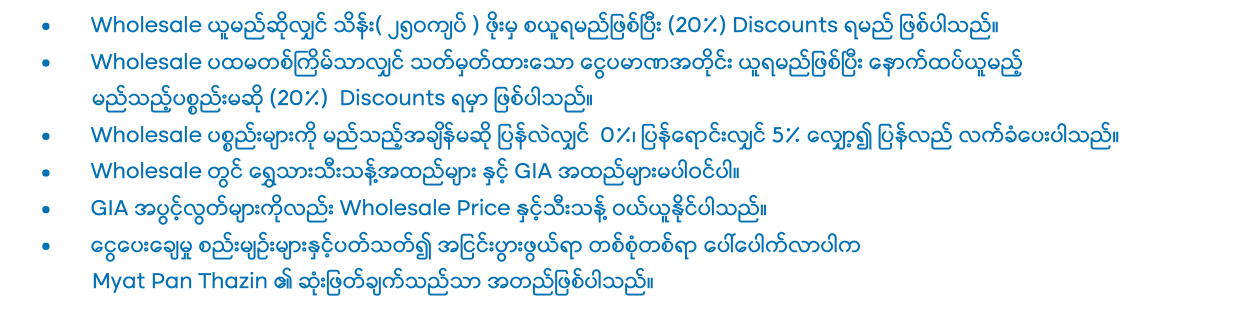 • Wholesale ယူမည်ဆိုလျှင် သိန်း( ၂၅၀ကျပ် ) ဖိုးမှ စယူရမည်ဖြစ်ပြီး (20%) Discounts ရမည် ဖြစ်ပါသည်။
• Wholesale ပထမတစ်ကြိမ်သာလျှင် သတ်မှတ်ထားသော ငွေပမာဏအတိုင်း ယူရမည်ဖြစ်ပြီး နောက်ထပ်ယူမည့်
မည်သည့်ပစ္စည်းမဆို (20%) Discounts ရမှာ ဖြစ်ပါသည်။
• Wholesale ပစ္စည်းများကို မည်သည့်အချိန်မဆို ပြန်လဲလျှင် 0%၊ ပြန်ရောင်းလျှင် 5% လျှော့၍ ပြန်လည် လက်ခံပေးပါသည်။
• Wholesale တွင် ရွှေသားသီးသန့်အထည်များ နှင့် GIA အထည်များမပါဝင်ပါ။
• GIA အပွင့်လွတ်များကိုလည်း Wholesale Price နှင့်သီးသန့် ဝယ်ယူနိုင်ပါသည်။
• ငွေပေးချေမှု စည်းမျဉ်းများနှင့်ပတ်သတ်၍ အငြင်းပွားဖွယ်ရာ တစ်စုံတစ်ရာ ပေါ်ပေါက်လာပါက
Myat Pan Thazin ၏ ဆုံးဖြတ်ချက်သည်သာ အတည်ဖြစ်ပါသည်။